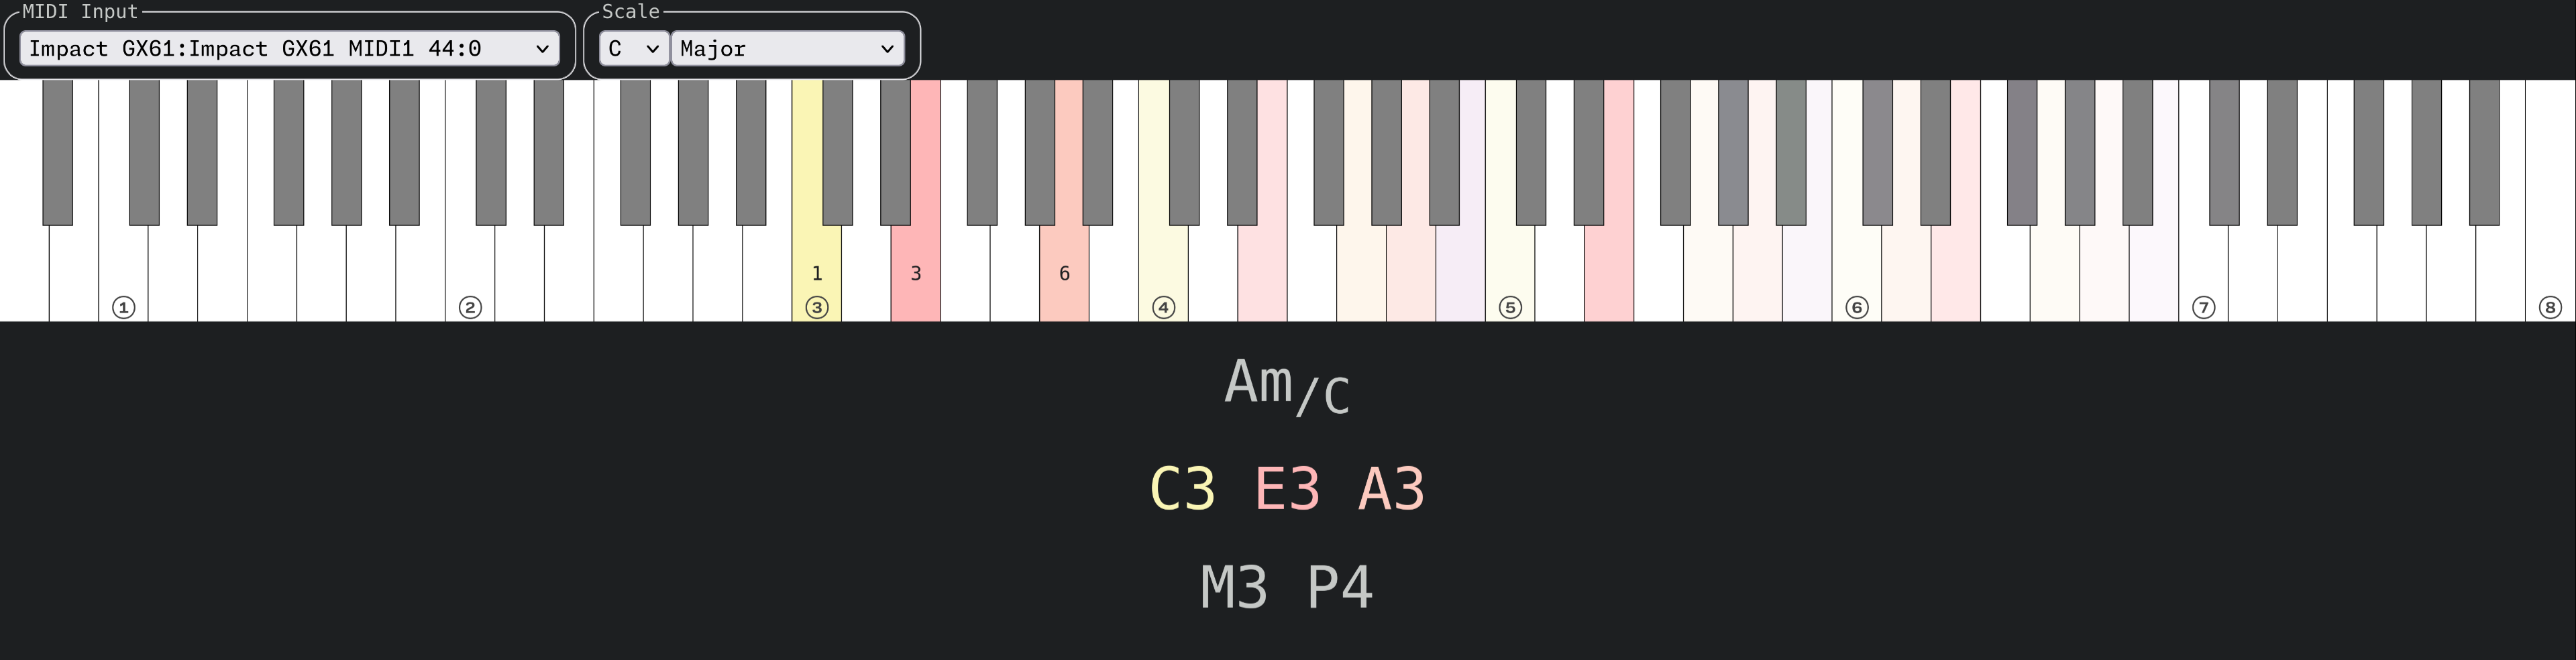 MIDI Input
Scale
Impact GX61:Impact GX61 MIDI1 44:0
C
Major
1 3 6
① ② ③ ④ ⑤ ⑥ ⑦ ⑧
Am/C
C3 E3 A3
M3 P4